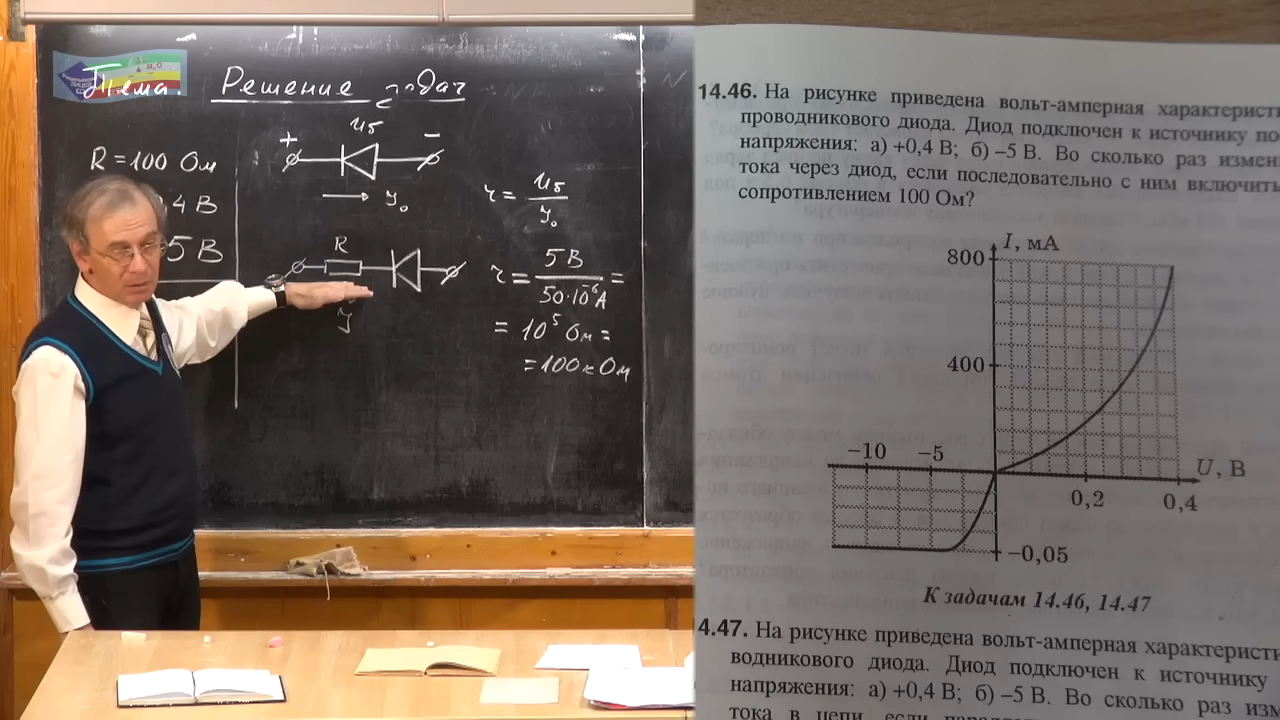 Тема. Решение задач
R = 100 Ом
4 В
5 В
+ Uб −
I₀
R
I
r = Uб / I₀
r = 5 В / 50·10⁻⁶ А =
= 10⁵ Ом =
= 100 кОм
14.46. На рисунке приведена вольт-амперная характеристи
проводникового диода. Диод подключен к источнику по
напряжения: а) +0,4 В; б) –5 В. Во сколько раз измен
тока через диод, если последовательно с ним включить
сопротивлением 100 Ом?
I, мА
800
400
−10 −5 U, В
0,2 0,4
−0,05
К задачам 14.46, 14.47
4.47. На рисунке приведена вольт-амперная характеристи
водникового диода. Диод подключен к источнику
напряжения: а) +0,4 В; б) –5 В. Во сколько раз изм
тока в цепи, если